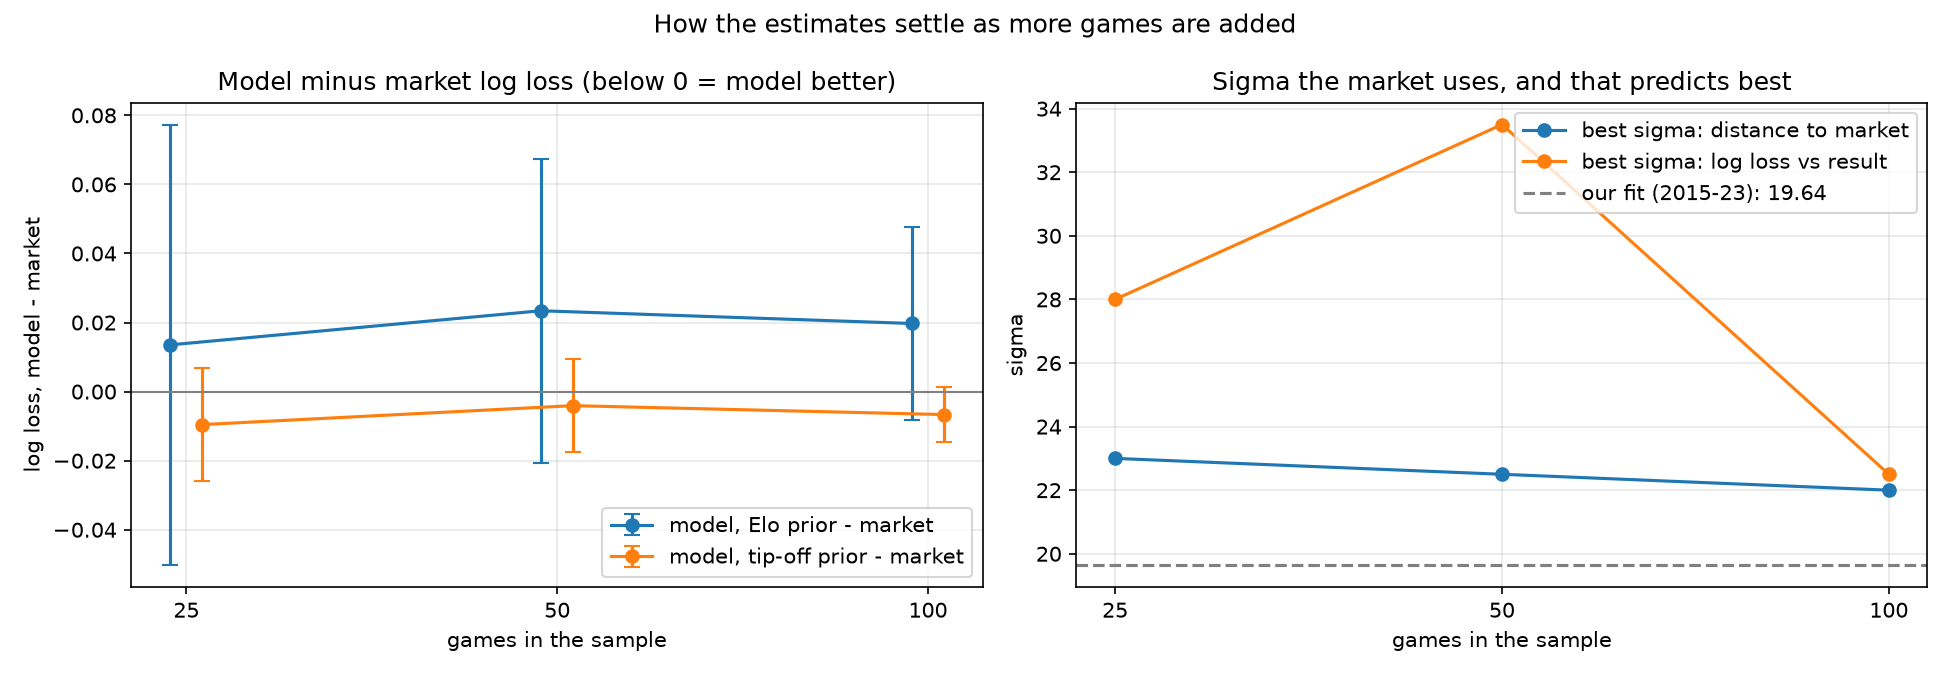 How the estimates settle as more games are added
Model minus market log loss (below 0 = model better)
log loss, model - market
0.08
0.06
0.04
0.02
0.00
−0.02
−0.04
25
50
100
games in the sample
model, Elo prior - market
model, tip-off prior - market
Sigma the market uses, and that predicts best
sigma
34
32
30
28
26
24
22
20
25
50
100
games in the sample
best sigma: distance to market
best sigma: log loss vs result
our fit (2015-23): 19.64